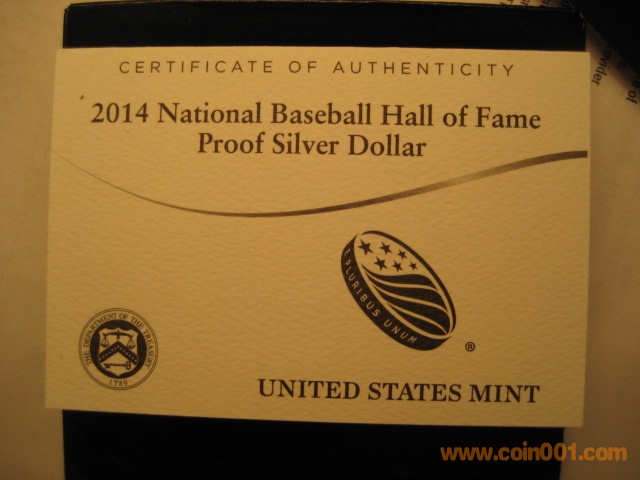 CERTIFICATE OF AUTHENTICITY
2014 National Baseball Hall of Fame
Proof Silver Dollar
E PLURIBUS UNUM
®
THE DEPARTMENT OF THE TREASURY
1789
UNITED STATES MINT
www.coin001.com